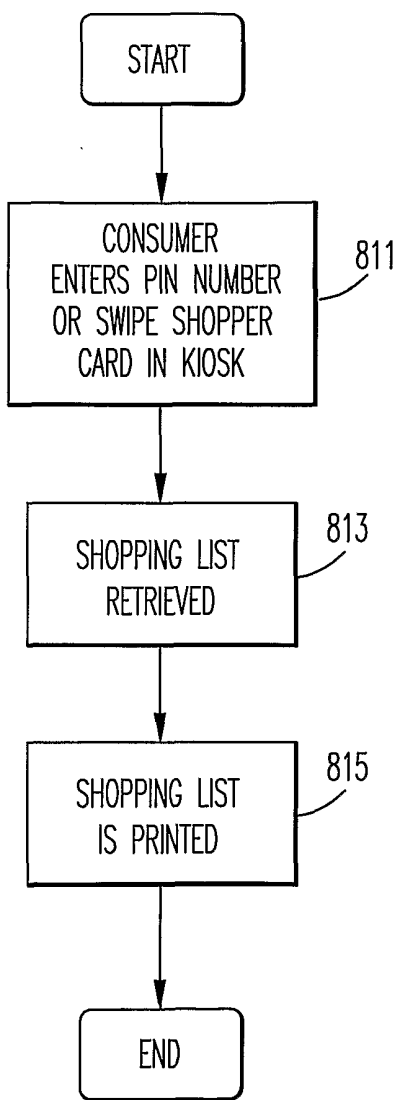 START
CONSUMER
ENTERS PIN NUMBER
OR SWIPE SHOPPER
CARD IN KIOSK
811
SHOPPING LIST
RETRIEVED
813
SHOPPING LIST
IS PRINTED
815
END